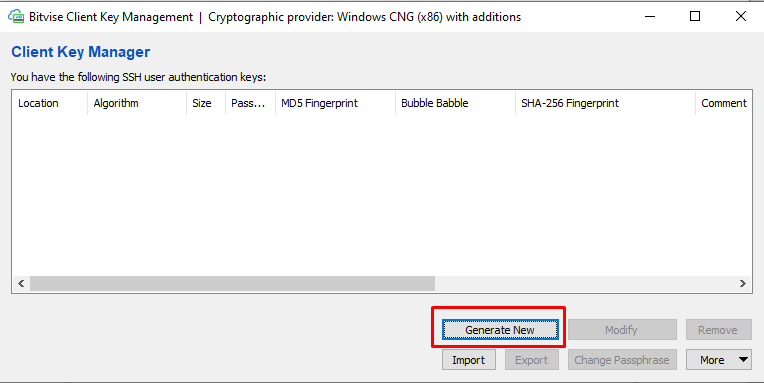 Bitvise Client Key Management | Cryptographic provider: Windows CNG (x86) with additions
Client Key Manager
You have the following SSH user authentication keys:
Location Algorithm Size Pass... MD5 Fingerprint Bubble Babble SHA-256 Fingerprint Comment
Generate New Modify Remove
Import Export Change Passphrase More